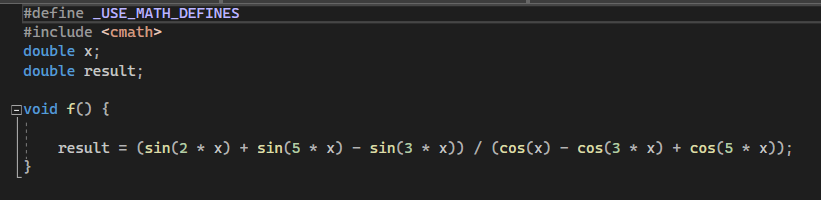 #define _USE_MATH_DEFINES
#include <cmath>
double x;
double result;
void f() {
result = (sin(2 * x) + sin(5 * x) - sin(3 * x)) / (cos(x) - cos(3 * x) + cos(5 * x));
}